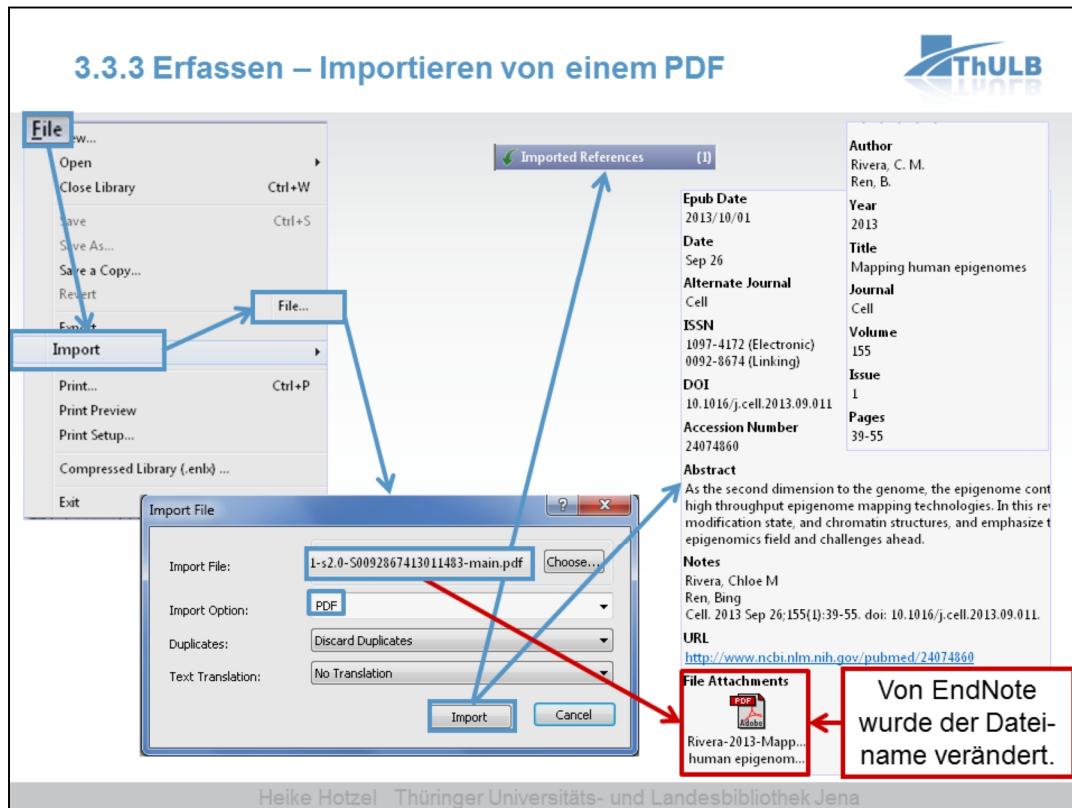 3.3.3 Erfassen – Importieren von einem PDF
ThULB
File
Open
Close Library Ctrl+W
Save Ctrl+S
Save As...
Save a Copy...
Revert
File...
Export
Import
Print... Ctrl+P
Print Preview
Print Setup...
Compressed Library (.enlx) ...
Exit
Imported References (1)
Author
Rivera, C. M.
Ren, B.
Year
2013
Title
Mapping human epigenomes
Journal
Cell
Volume
155
Issue
1
Pages
39-55
Epub Date
2013/10/01
Date
Sep 26
Alternate Journal
Cell
ISSN
1097-4172 (Electronic)
0092-8674 (Linking)
DOI
10.1016/j.cell.2013.09.011
Accession Number
24074860
Abstract
As the second dimension to the genome, the epigenome cont
high throughput epigenome mapping technologies. In this re
modification state, and chromatin structures, and emphasize t
epigenomics field and challenges ahead.
Notes
Rivera, Chloe M
Ren, Bing
Cell. 2013 Sep 26;155(1):39-55. doi: 10.1016/j.cell.2013.09.011.
URL
http://www.ncbi.nlm.nih.gov/pubmed/24074860
File Attachments
PDF
Adobe
Rivera-2013-Mapp...
human epigenom...
Import File
Import File: 1-s2.0-S0092867413011483-main.pdf Choose...
Import Option: PDF
Duplicates: Discard Duplicates
Text Translation: No Translation
Import Cancel
Von EndNote
wurde der Datei-
name verändert.
Heike Hotzel Thüringer Universitäts- und Landesbibliothek Jena